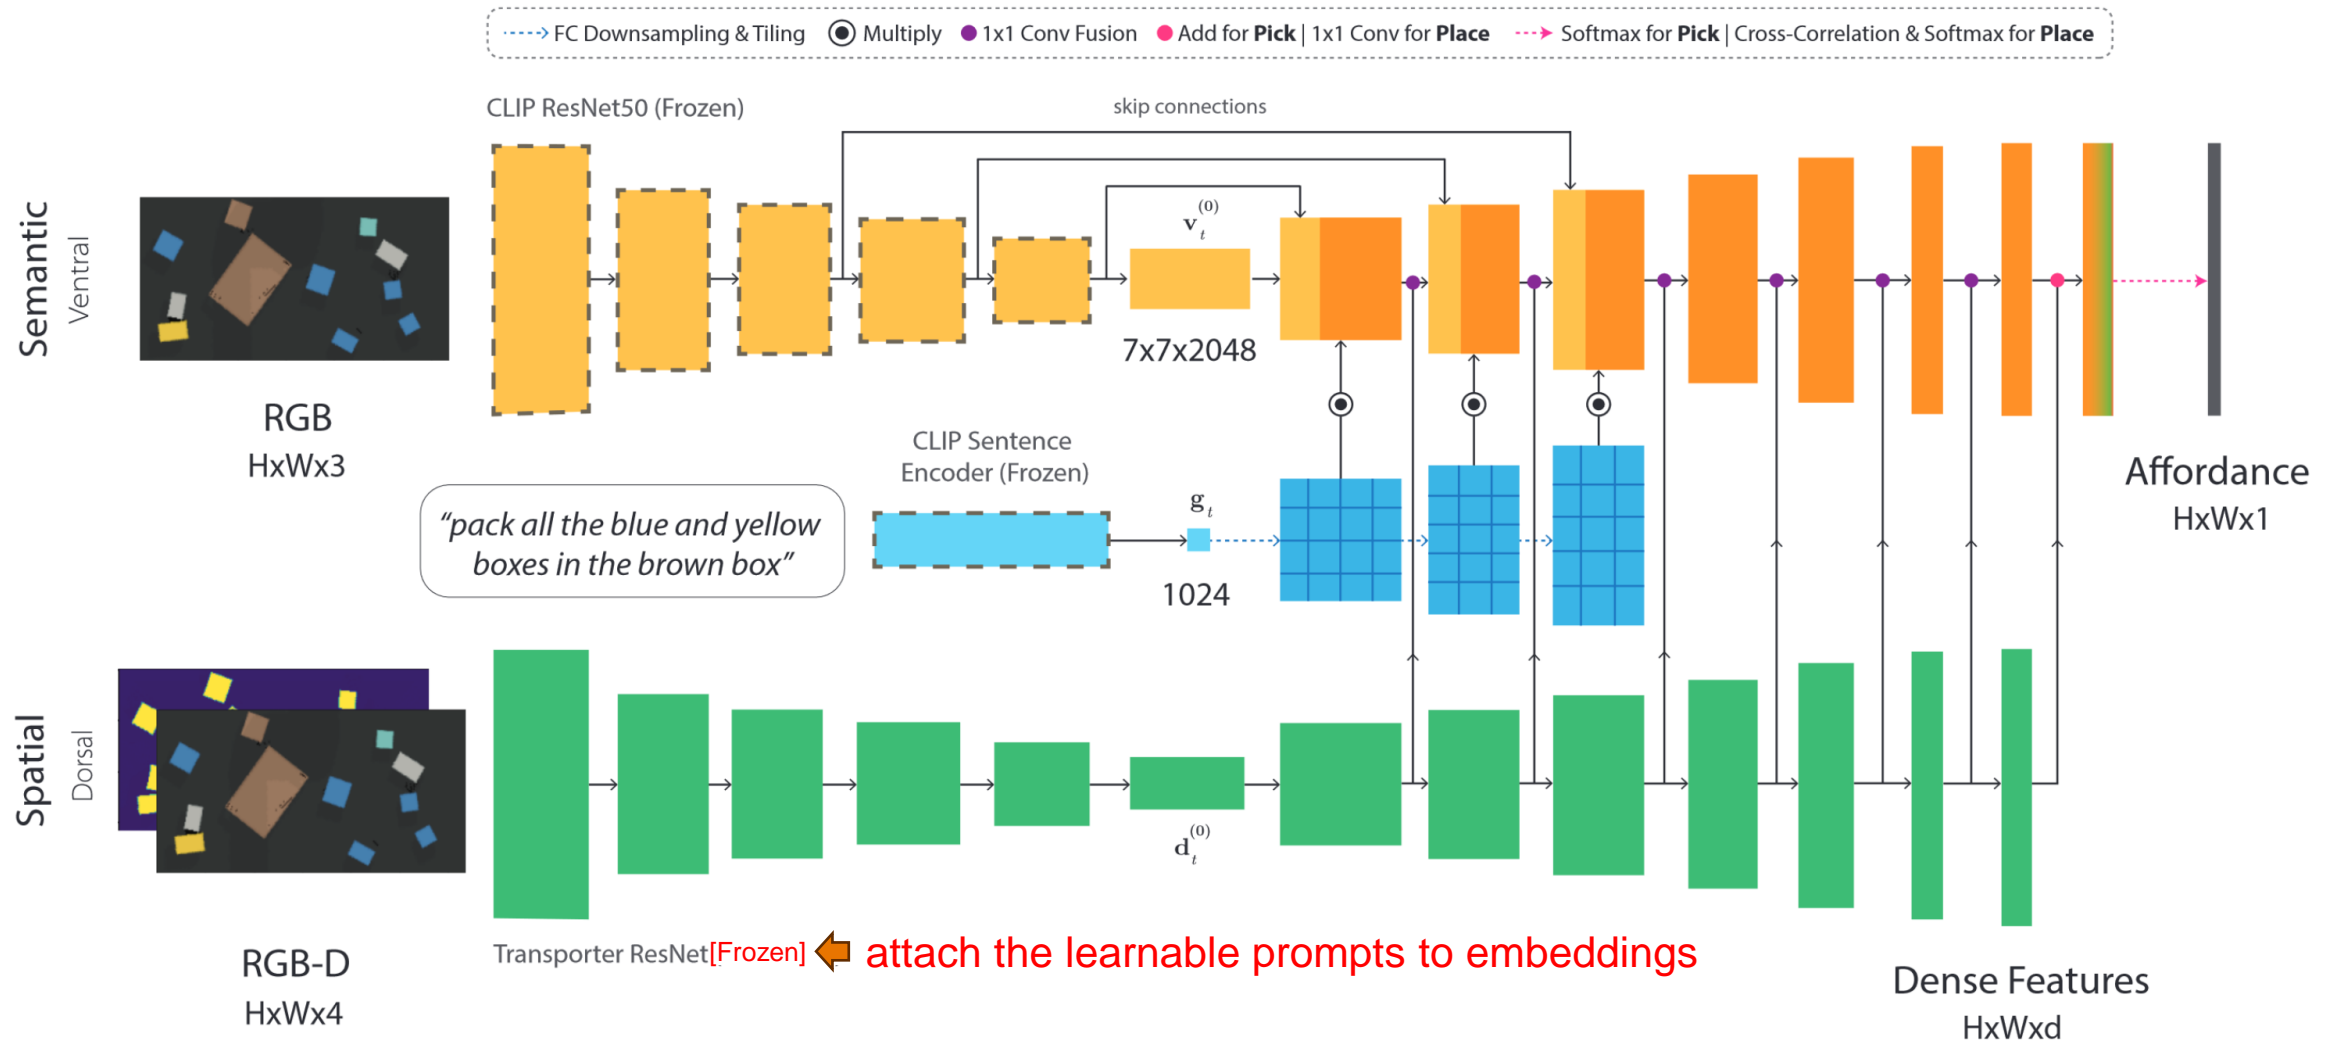 FC Downsampling & Tiling Multiply 1x1 Conv Fusion Add for Pick | 1x1 Conv for Place Softmax for Pick | Cross-Correlation & Softmax for Place
CLIP ResNet50 (Frozen)
skip connections
Semantic
Ventral
v_t^(0)
7x7x2048
RGB
HxWx3
CLIP Sentence
Encoder (Frozen)
"pack all the blue and yellow
boxes in the brown box"
g_t
1024
Affordance
HxWx1
Spatial
Dorsal
d_t^(0)
Transporter ResNet[Frozen] attach the learnable prompts to embeddings
RGB-D
HxWx4
Dense Features
HxWxd